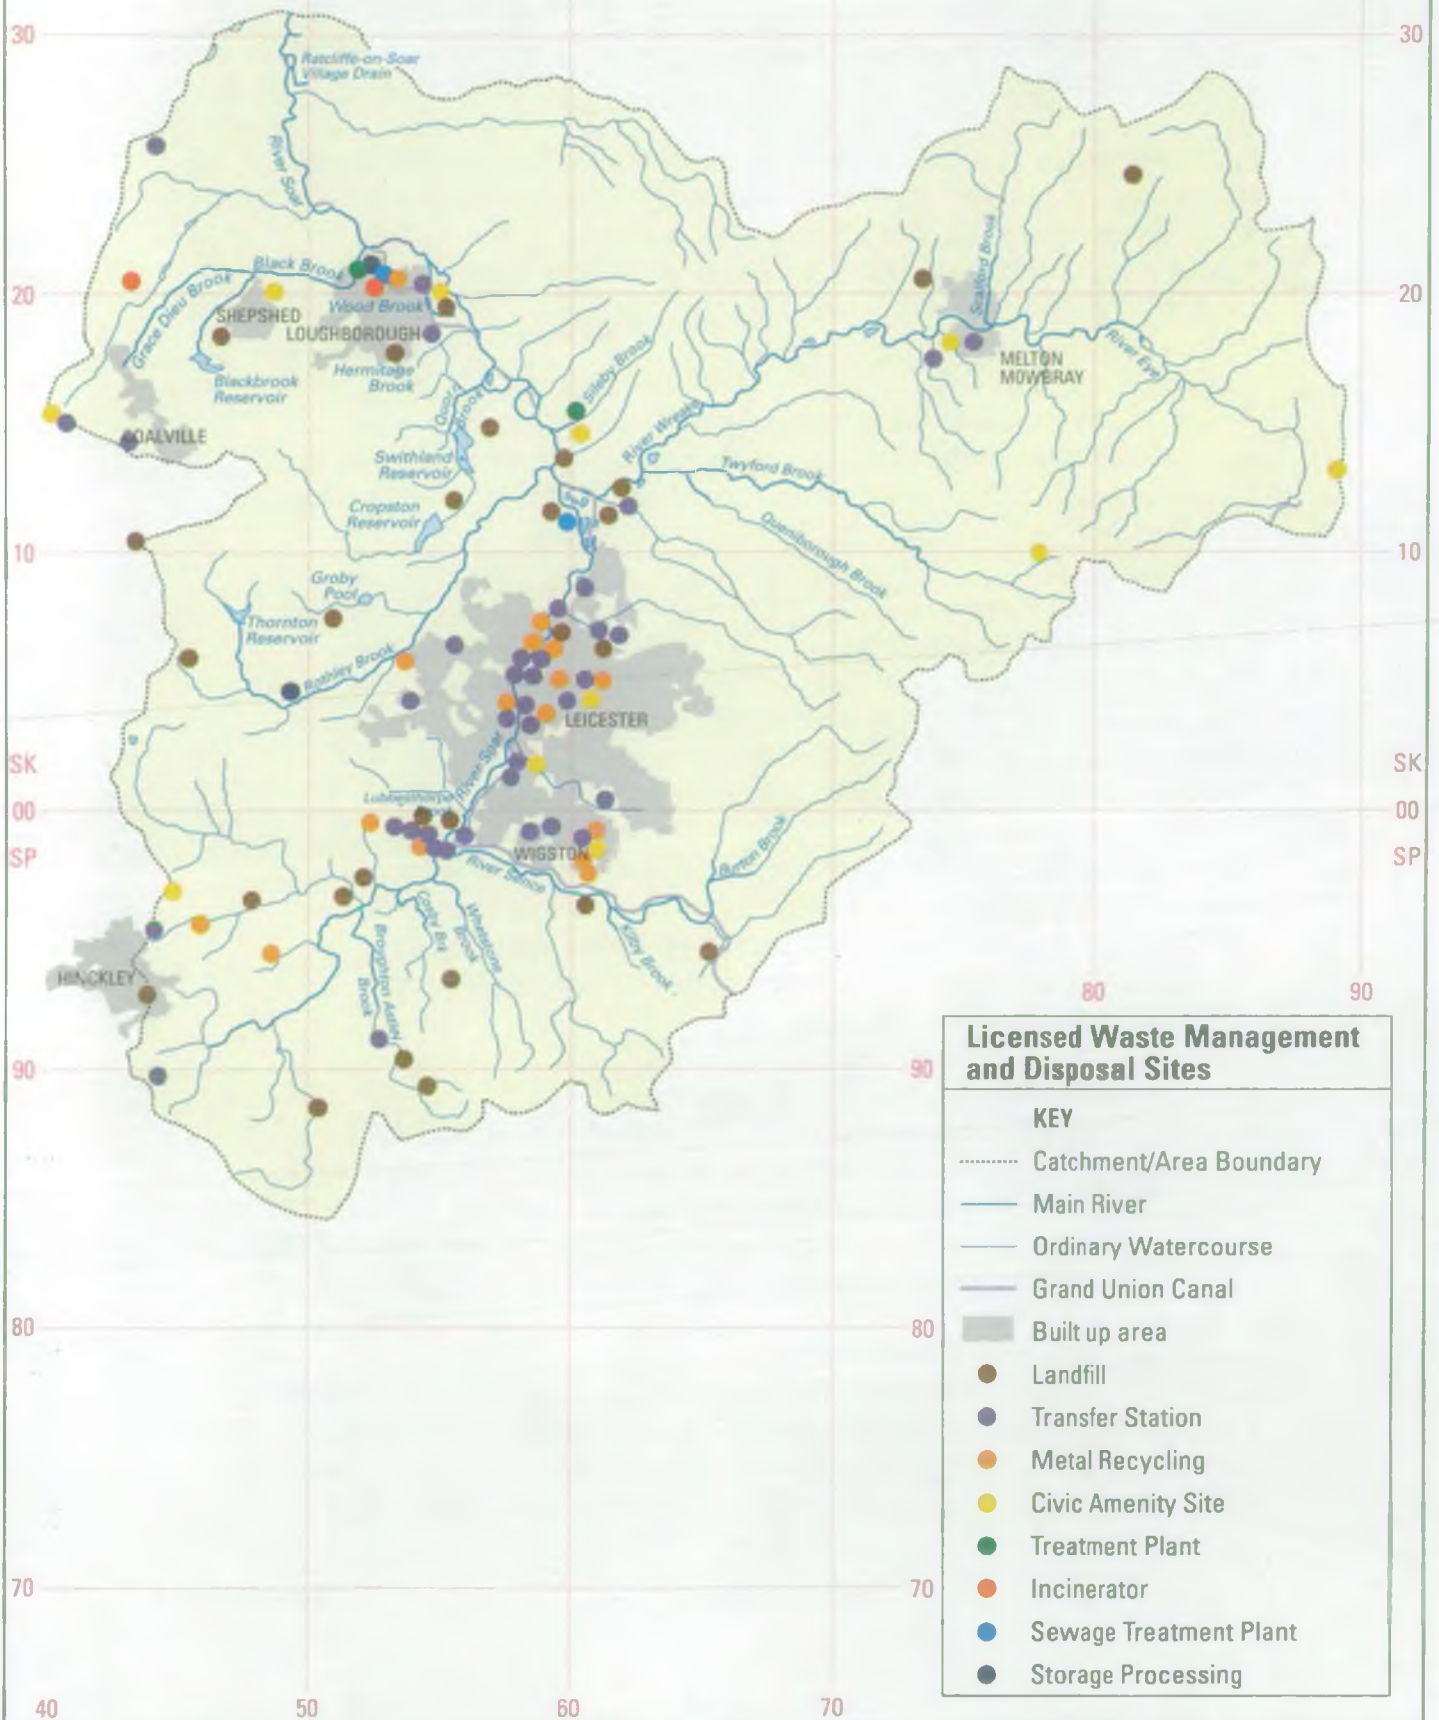 30
30
Ratcliffe-on-Soar
Village Drain
River Soar
Black Brook
Grace Dieu Brook
Wood Brook
20
20
SHEPSHED
LOUGHBOROUGH
Stalford Brook
River Eye
Hermitage
Brook
Blackbrook
Reservoir
Quorn
Brook
Sileby Brook
MELTON
MOWBRAY
River Wreake
COALVILLE
Swithland
Reservoir
Twyford Brook
Cropston
Reservoir
Queniborough Brook
10
10
Groby
Pool
Thornton
Reservoir
Rothley Brook
LEICESTER
River Soar
SK
SK
Lubbesthorpe
00
00
SP
SP
WIGSTON
River Sence
Burton Brook
Cosby Brk
Whetstone
Brook
Kilby Brook
Broughton Astley
Brook
HINCKLEY
80
90
90
90
80
80
70
70
40
50
60
70
Licensed Waste Management
and Disposal Sites
KEY
Catchment/Area Boundary
Main River
Ordinary Watercourse
Grand Union Canal
Built up area
Landfill
Transfer Station
Metal Recycling
Civic Amenity Site
Treatment Plant
Incinerator
Sewage Treatment Plant
Storage Processing